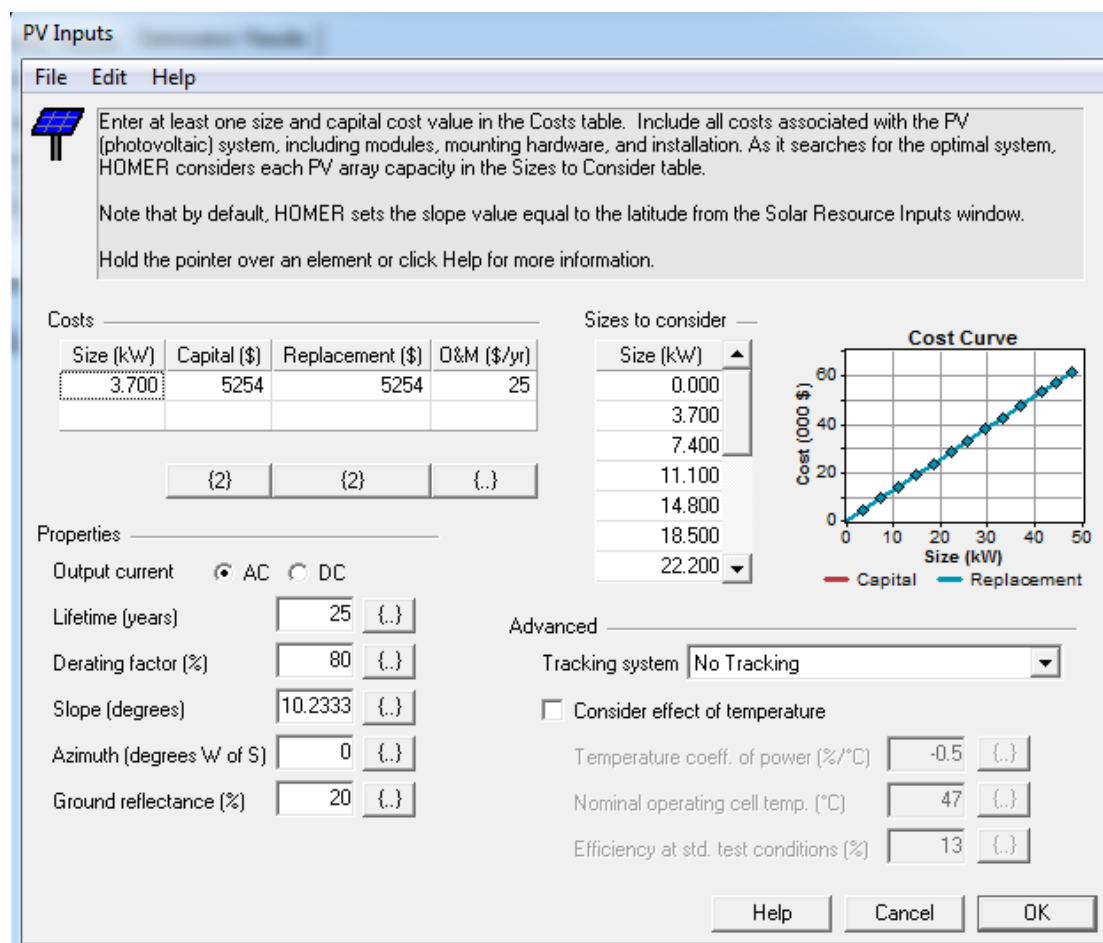 PV Inputs
File Edit Help
Enter at least one size and capital cost value in the Costs table. Include all costs associated with the PV
(photovoltaic) system, including modules, mounting hardware, and installation. As it searches for the optimal system,
HOMER considers each PV array capacity in the Sizes to Consider table.
Note that by default, HOMER sets the slope value equal to the latitude from the Solar Resource Inputs window.
Hold the pointer over an element or click Help for more information.
Costs
Size (kW) Capital ($) Replacement ($) O&M ($/yr)
3.700 5254 5254 25
{2} {2} {..}
Sizes to consider
Size (kW)
0.000
3.700
7.400
11.100
14.800
18.500
22.200
Cost Curve
Cost (000 $)
60
40
20
0
0 10 20 30 40 50
Size (kW)
Capital Replacement
Properties
Output current AC DC
Lifetime (years) 25 {..}
Derating factor (%) 80 {..}
Slope (degrees) 10.2333 {..}
Azimuth (degrees W of S) 0 {..}
Ground reflectance (%) 20 {..}
Advanced
Tracking system No Tracking
Consider effect of temperature
Temperature coeff. of power (%/°C) -0.5 {..}
Nominal operating cell temp. (°C) 47 {..}
Efficiency at std. test conditions (%) 13 {..}
Help Cancel OK